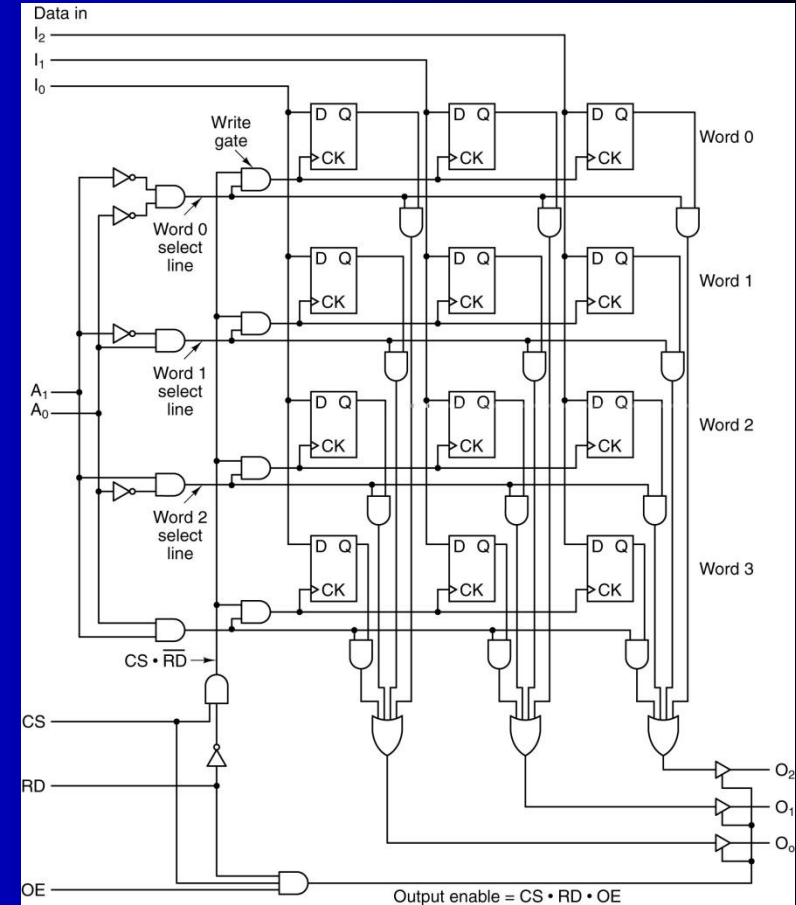 Data in
I₂
I₁
I₀
Write
gate
D Q
CK
D Q
CK
D Q
CK
Word 0
Word 0
select
line
D Q
CK
D Q
CK
D Q
CK
Word 1
Word 1
select
line
A₁
A₀
D Q
CK
D Q
CK
D Q
CK
Word 2
Word 2
select
line
D Q
CK
D Q
CK
D Q
CK
Word 3
CS • R̅D̅
CS
RD
OE
O₂
O₁
O₀
Output enable = CS • RD • OE